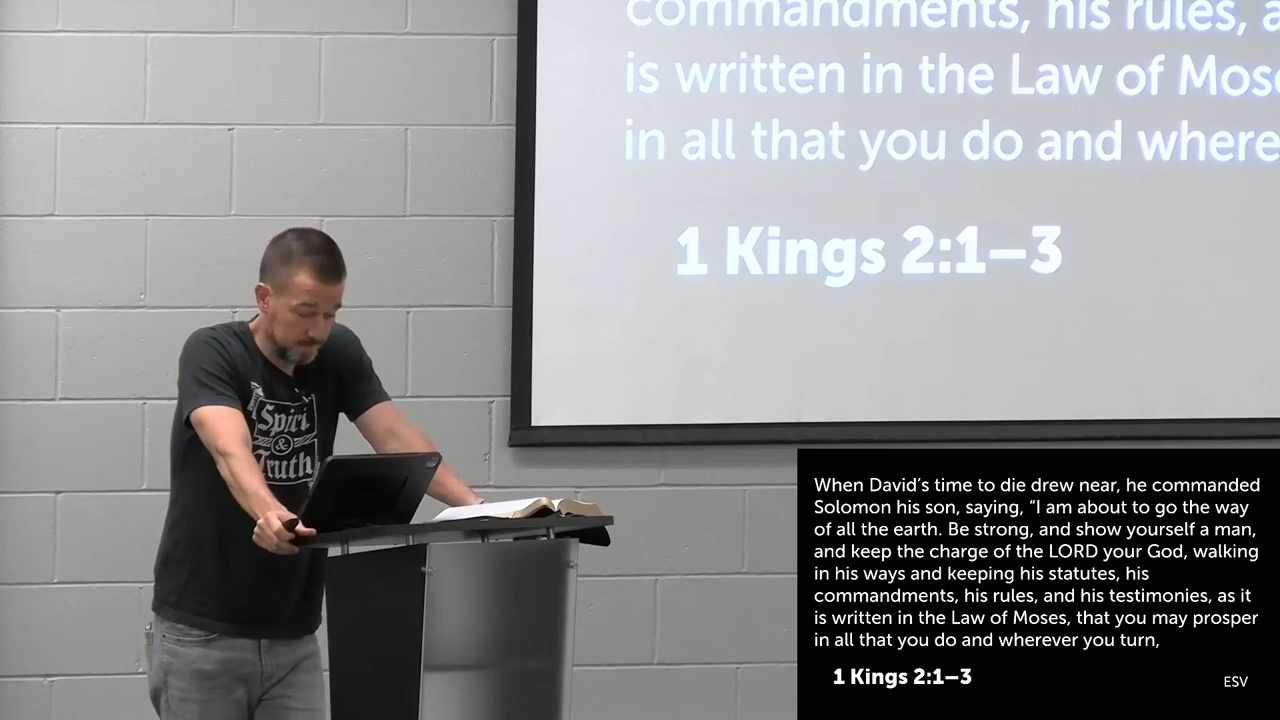 commandments, his rules, a
is written in the Law of Mose
in all that you do and where
1 Kings 2:1–3
Spirit
&
Truth
When David's time to die drew near, he commanded
Solomon his son, saying, "I am about to go the way
of all the earth. Be strong, and show yourself a man,
and keep the charge of the LORD your God, walking
in his ways and keeping his statutes, his
commandments, his rules, and his testimonies, as it
is written in the Law of Moses, that you may prosper
in all that you do and wherever you turn,
1 Kings 2:1–3
ESV